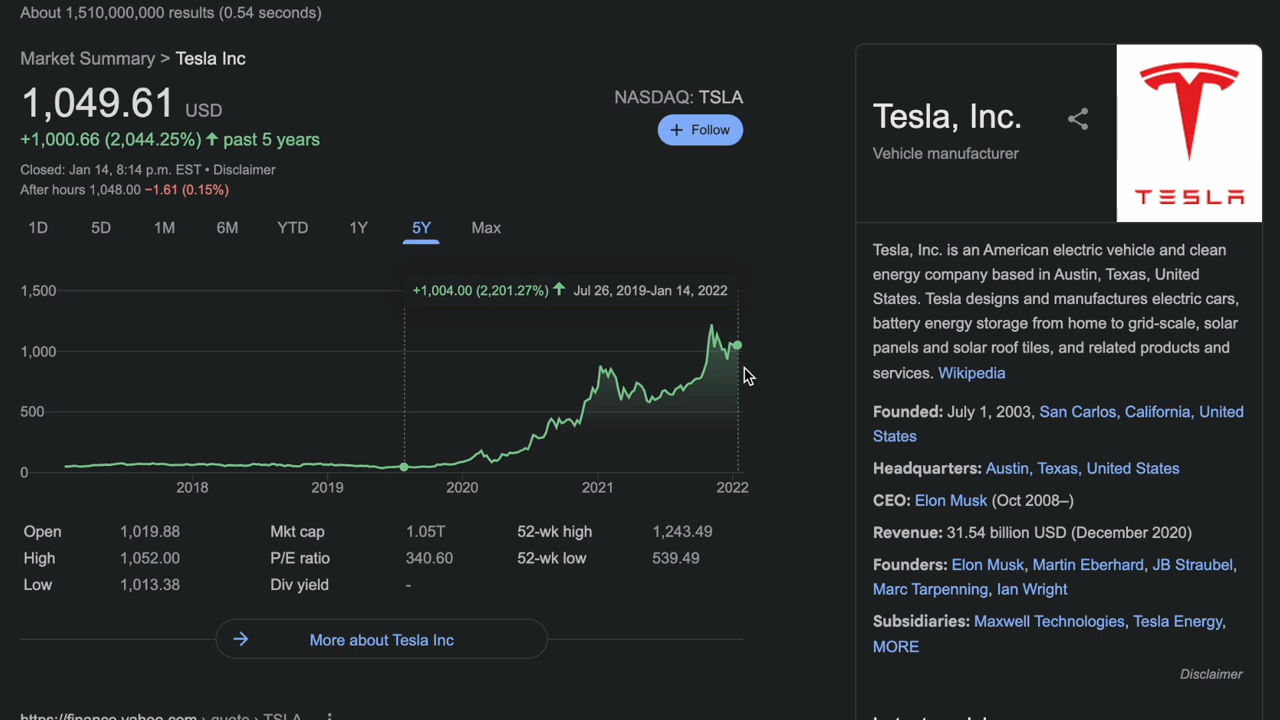 About 1,510,000,000 results (0.54 seconds)
Market Summary > Tesla Inc
1,049.61 USD
+1,000.66 (2,044.25%) ↑ past 5 years
Closed: Jan 14, 8:14 p.m. EST • Disclaimer
After hours 1,048.00 −1.61 (0.15%)
NASDAQ: TSLA
+ Follow
1D 5D 1M 6M YTD 1Y 5Y Max
+1,004.00 (2,201.27%) ↑ Jul 26, 2019-Jan 14, 2022
1,500
1,000
500
0
2018 2019 2020 2021 2022
Open 1,019.88 Mkt cap 1.05T 52-wk high 1,243.49
High 1,052.00 P/E ratio 340.60 52-wk low 539.49
Low 1,013.38 Div yield -
More about Tesla Inc
https://finance.yahoo.com › quote › TSLA
Tesla, Inc.
Vehicle manufacturer
TESLA
Tesla, Inc. is an American electric vehicle and clean
energy company based in Austin, Texas, United
States. Tesla designs and manufactures electric cars,
battery energy storage from home to grid-scale, solar
panels and solar roof tiles, and related products and
services. Wikipedia
Founded: July 1, 2003, San Carlos, California, United
States
Headquarters: Austin, Texas, United States
CEO: Elon Musk (Oct 2008–)
Revenue: 31.54 billion USD (December 2020)
Founders: Elon Musk, Martin Eberhard, JB Straubel,
Marc Tarpenning, Ian Wright
Subsidiaries: Maxwell Technologies, Tesla Energy,
MORE
Disclaimer